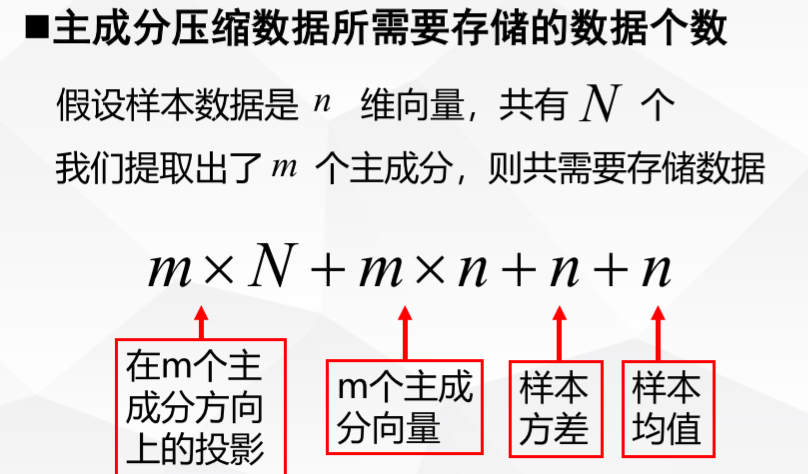 ■主成分压缩数据所需要存储的数据个数
假设样本数据是 n 维向量，共有 N 个
我们提取出了 m 个主成分，则共需要存储数据
m × N + m × n + n + n
在m个主
成分方向
上的投影
m个主成
分向量
样本
方差
样本
均值